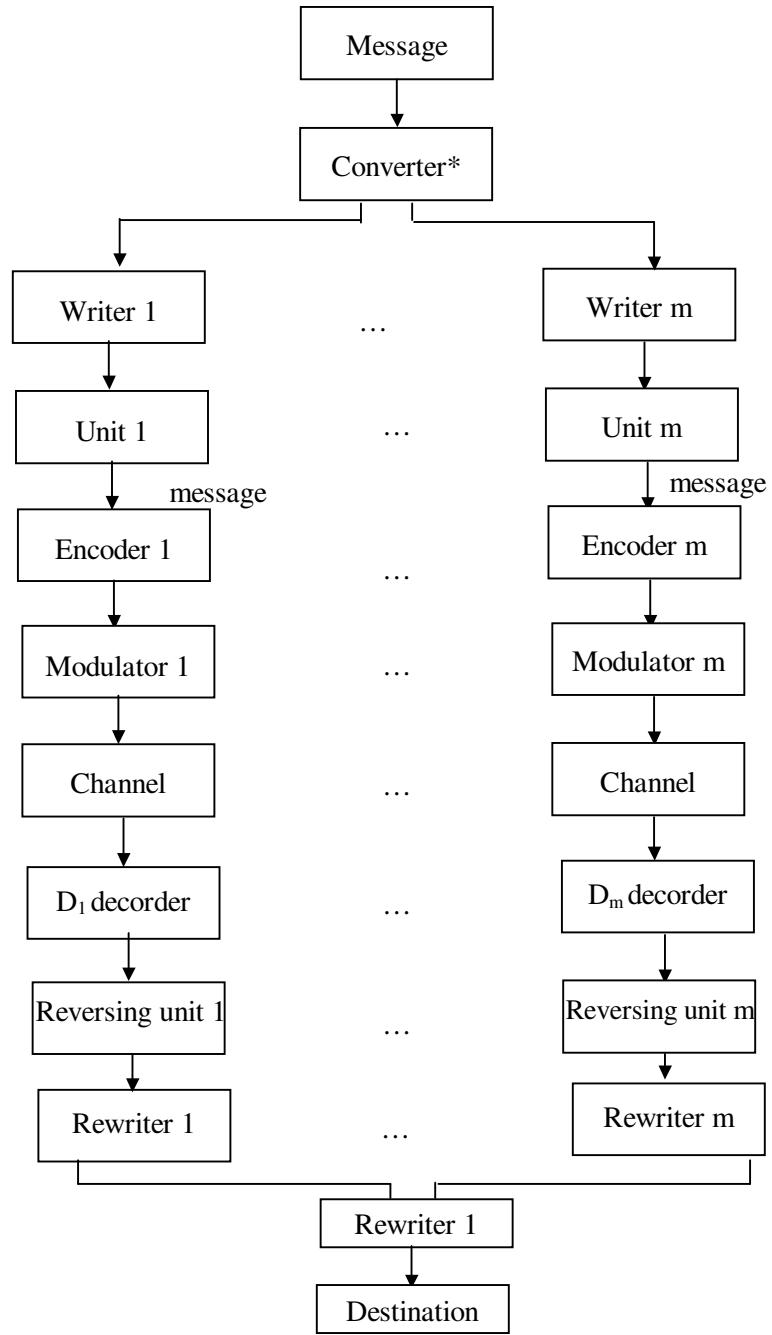 Message
Converter*
Writer 1
…
Writer m
Unit 1
…
Unit m
message
message
Encoder 1
…
Encoder m
Modulator 1
…
Modulator m
Channel
…
Channel
D₁ decorder
…
Dₘ decorder
Reversing unit 1
…
Reversing unit m
Rewriter 1
…
Rewriter m
Rewriter 1
Destination